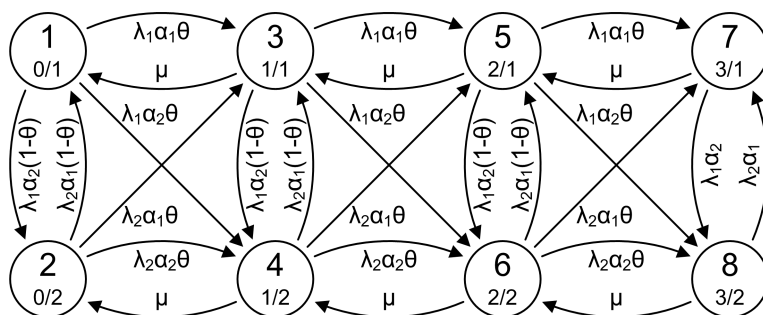 1 λ₁α₁θ 3 λ₁α₁θ 5 λ₁α₁θ 7
0/1 μ 1/1 μ 2/1 μ 3/1
λ₁α₂θ λ₁α₂θ λ₁α₂θ
λ₁α₂(1-θ) λ₂α₁(1-θ) λ₁α₂(1-θ) λ₂α₁(1-θ) λ₁α₂(1-θ) λ₂α₁(1-θ) λ₁α₂ λ₂α₁
λ₂α₁θ λ₂α₁θ λ₂α₁θ
2 λ₂α₂θ 4 λ₂α₂θ 6 λ₂α₂θ 8
0/2 μ 1/2 μ 2/2 μ 3/2